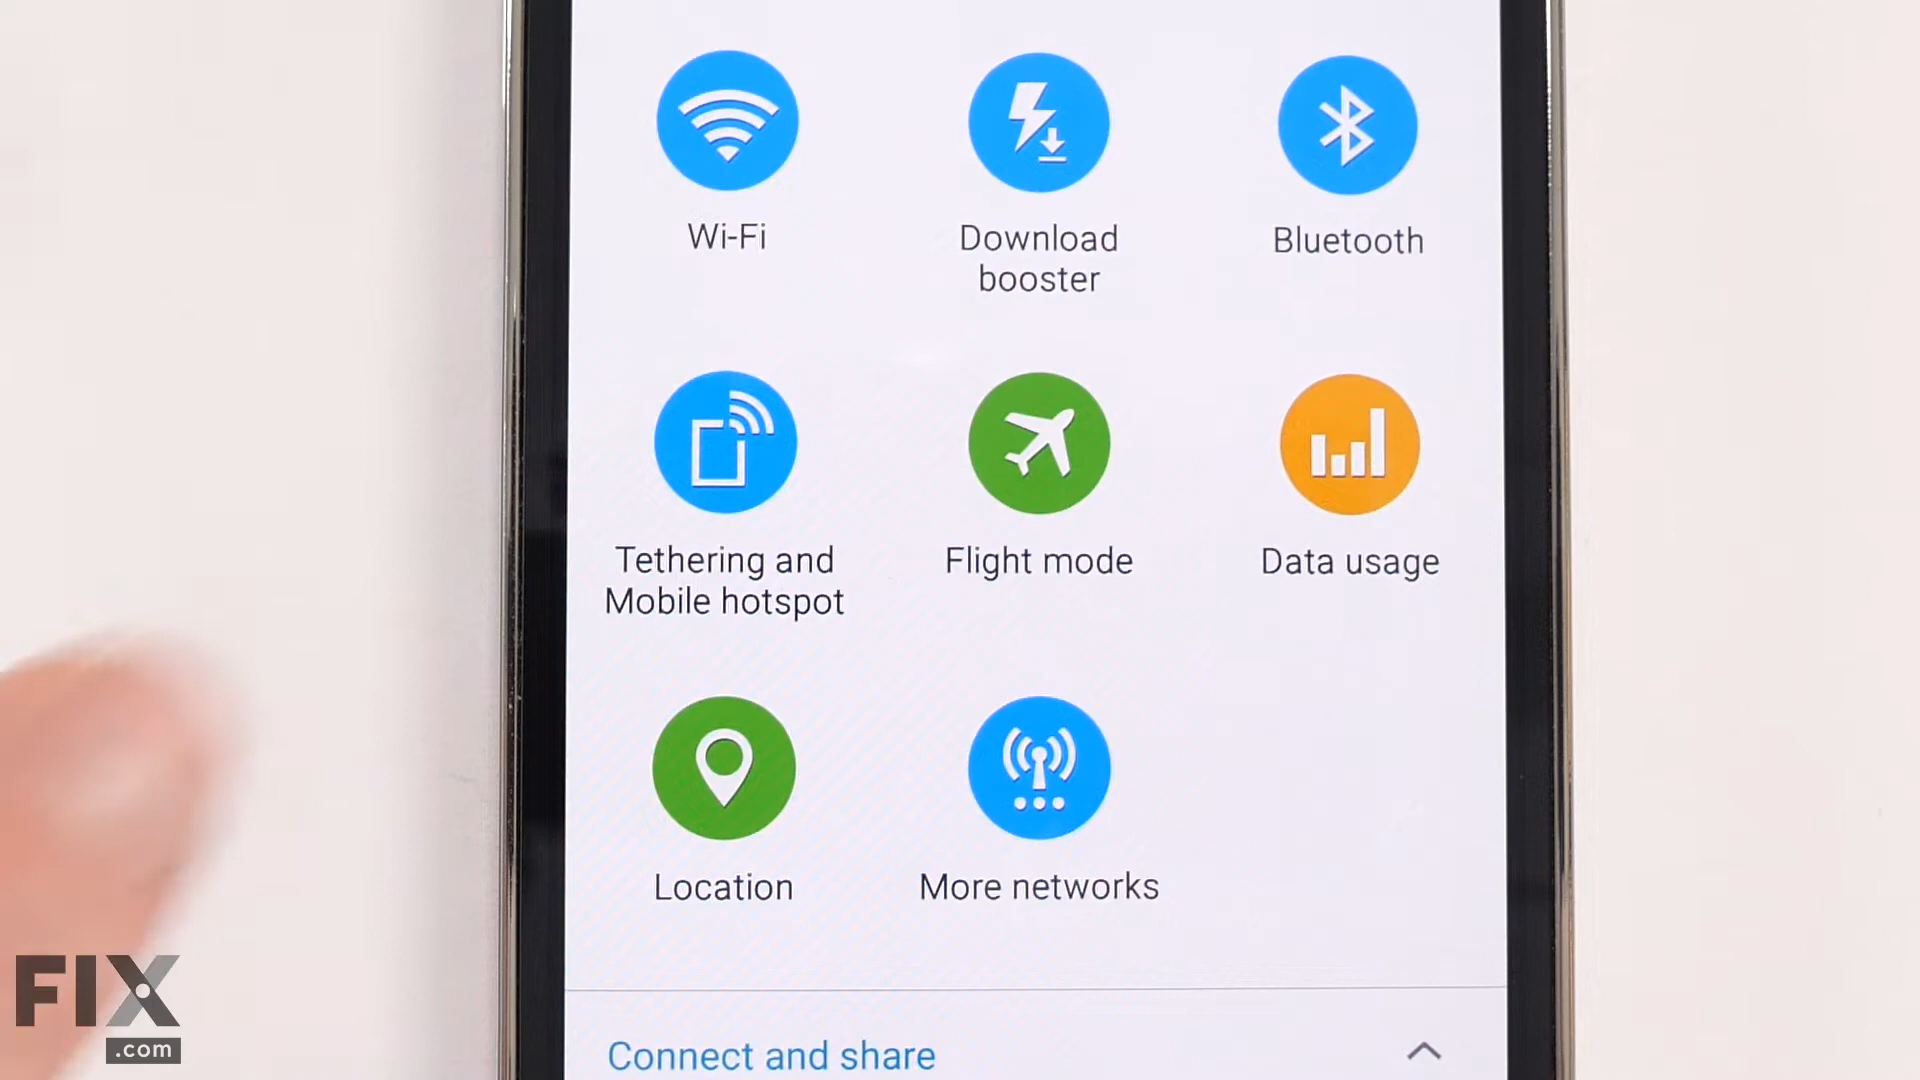 Wi-Fi
Download
booster
Bluetooth
Tethering and
Mobile hotspot
Flight mode
Data usage
Location
More networks
Connect and share
FIX
.com